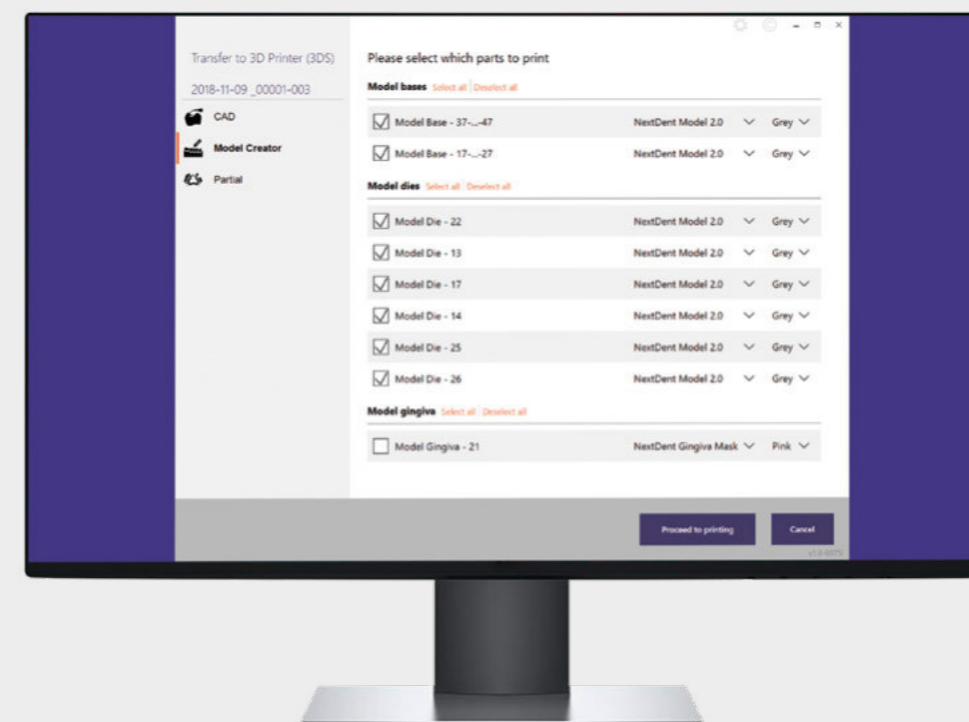 Transfer to 3D Printer (3DS)
2018-11-09 _00001-003
CAD
Model Creator
Partial
Please select which parts to print
Model bases Select all Deselect all
Model Base - 37-...-47 NextDent Model 2.0 Grey
Model Base - 17-...-27 NextDent Model 2.0 Grey
Model dies Select all Deselect all
Model Die - 22 NextDent Model 2.0 Grey
Model Die - 13 NextDent Model 2.0 Grey
Model Die - 17 NextDent Model 2.0 Grey
Model Die - 14 NextDent Model 2.0 Grey
Model Die - 25 NextDent Model 2.0 Grey
Model Die - 26 NextDent Model 2.0 Grey
Model gingiva Select all Deselect all
Model Gingiva - 21 NextDent Gingiva Mask Pink
Proceed to printing Cancel